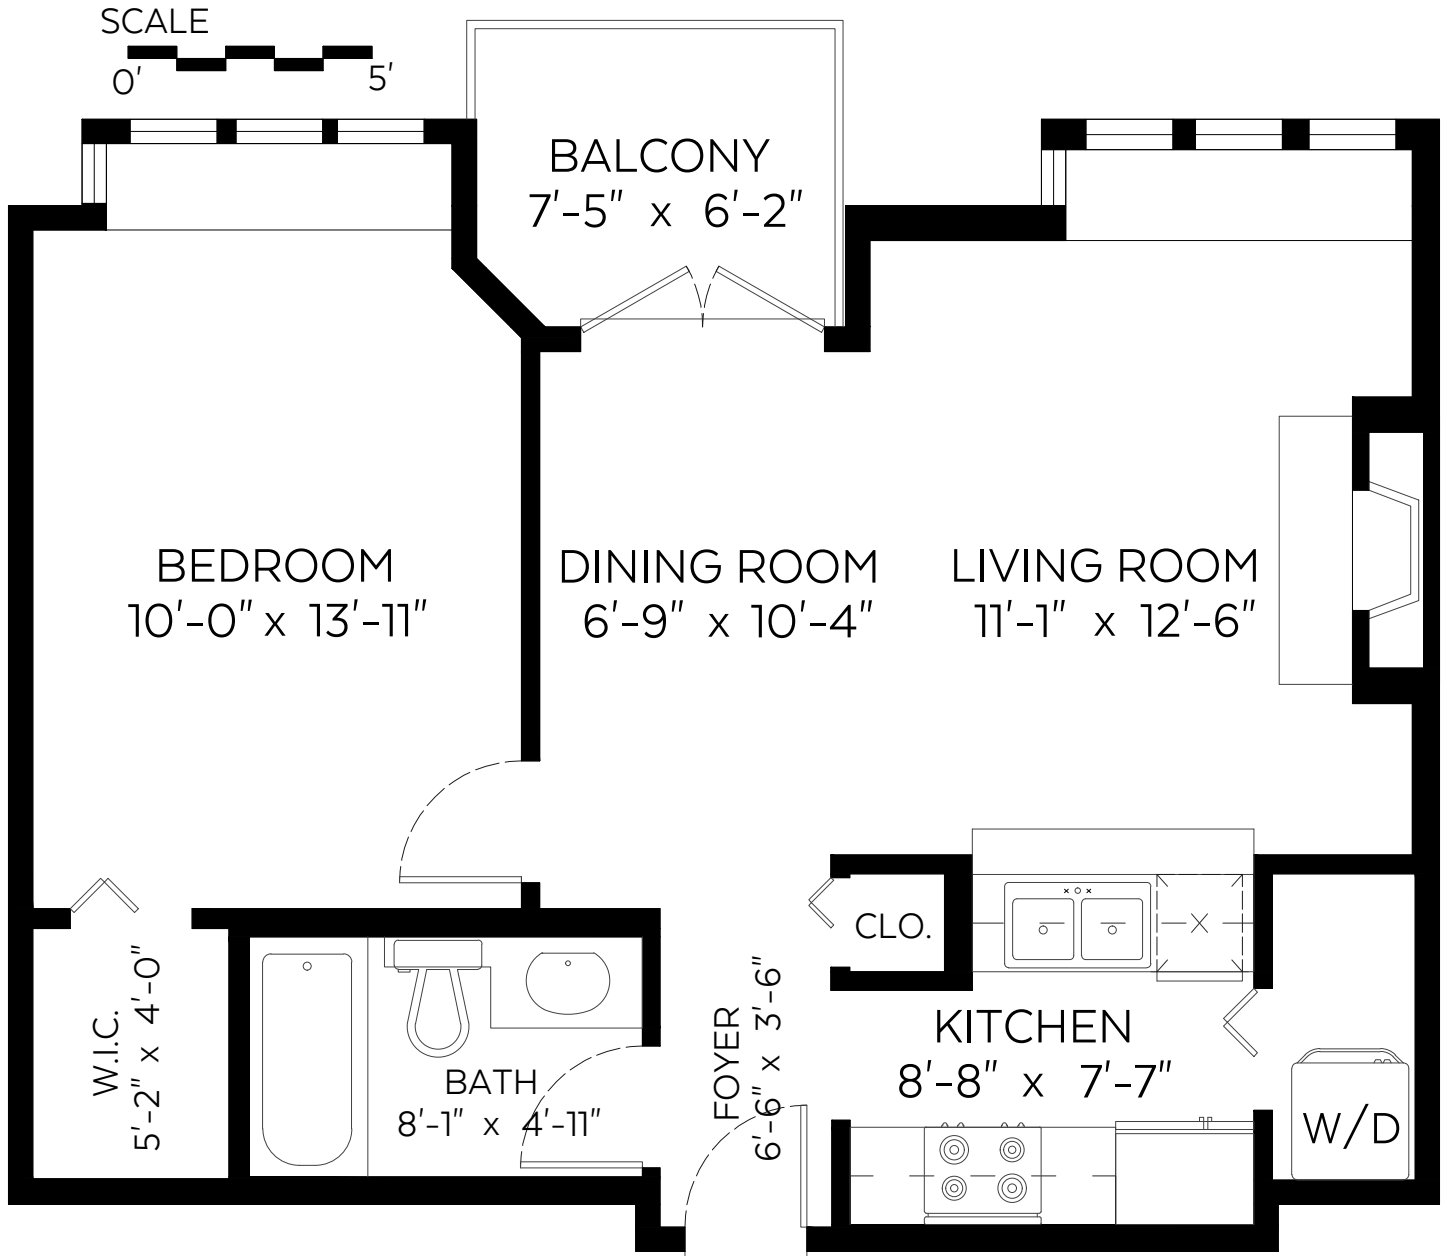 SCALE
0' 5'
BALCONY
7'-5" x 6'-2"
BEDROOM
10'-0" x 13'-11"
DINING ROOM
6'-9" x 10'-4"
LIVING ROOM
11'-1" x 12'-6"
CLO.
W.I.C.
5'-2" x 4'-0"
BATH
8'-1" x 4'-11"
FOYER
6'-6" x 3'-6"
KITCHEN
8'-8" x 7'-7"
W/D